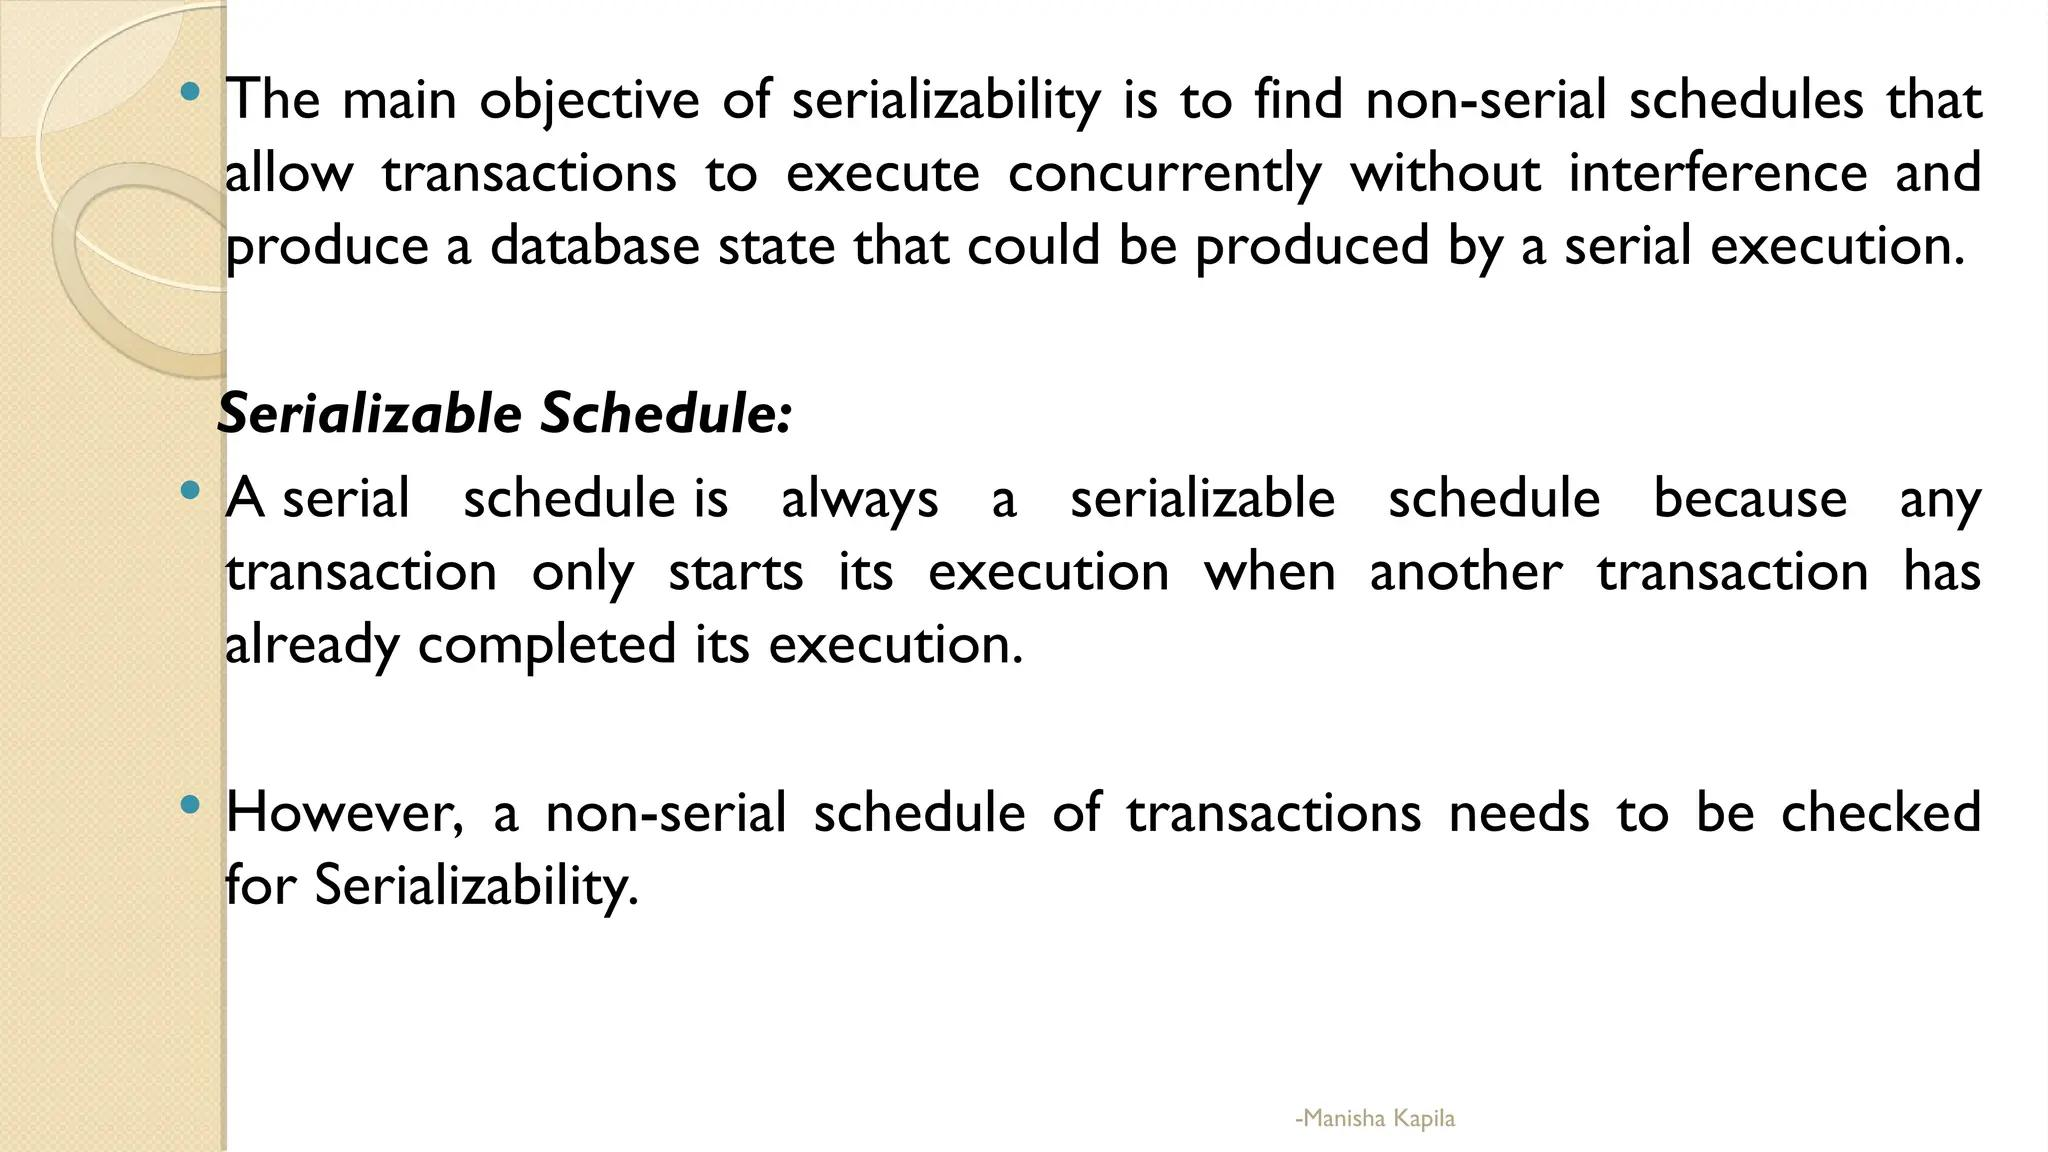 • The main objective of serializability is to find non-serial schedules that
allow transactions to execute concurrently without interference and
produce a database state that could be produced by a serial execution.
Serializable Schedule:
• A serial schedule is always a serializable schedule because any
transaction only starts its execution when another transaction has
already completed its execution.
• However, a non-serial schedule of transactions needs to be checked
for Serializability.
-Manisha Kapila